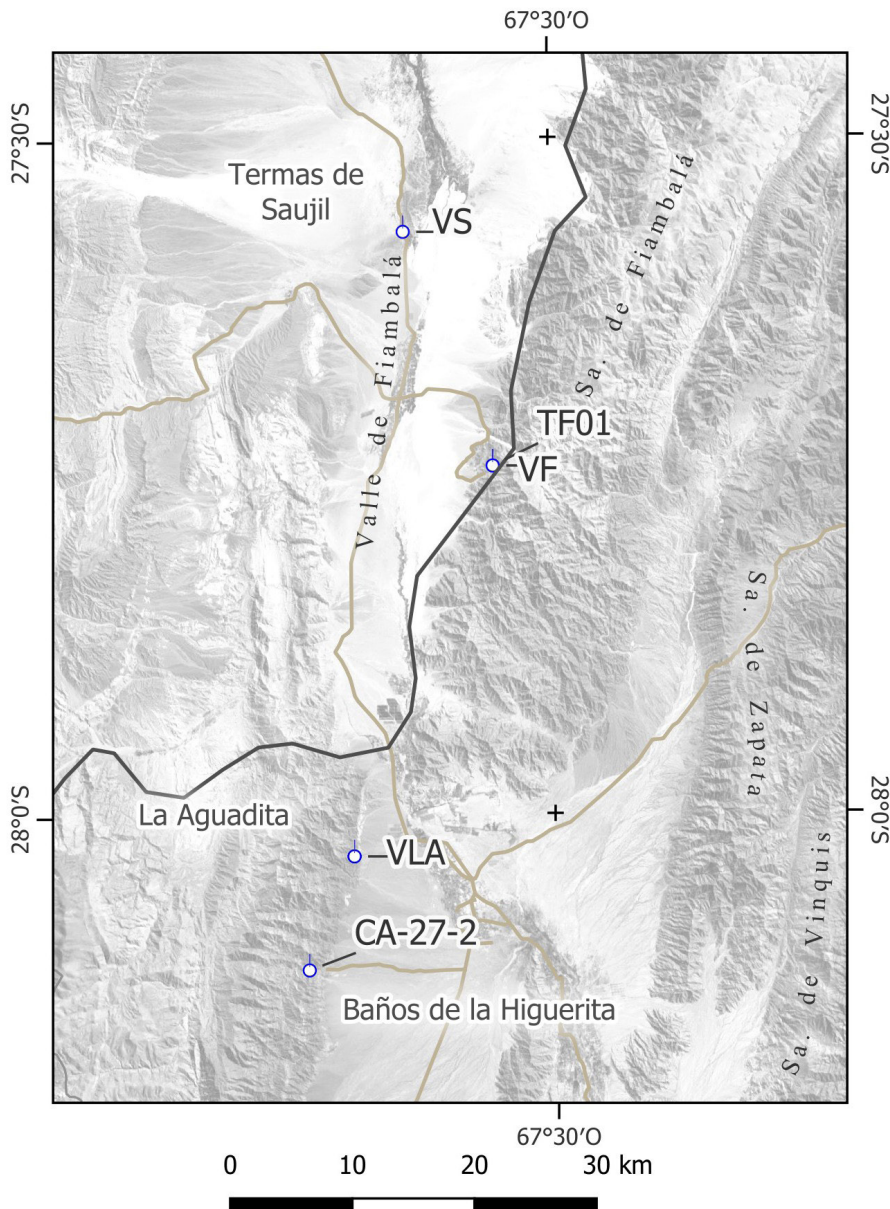 67°30′O
27°30′S
27°30′S
Termas de
Saujil
VS
Sa. de Fiambalá
Valle de Fiambalá
TF01
VF
Sa. de Zapata
28°0′S
28°0′S
La Aguadita
VLA
Sa. de Vinquis
CA-27-2
Baños de la Higuerita
67°30′O
0 10 20 30 km